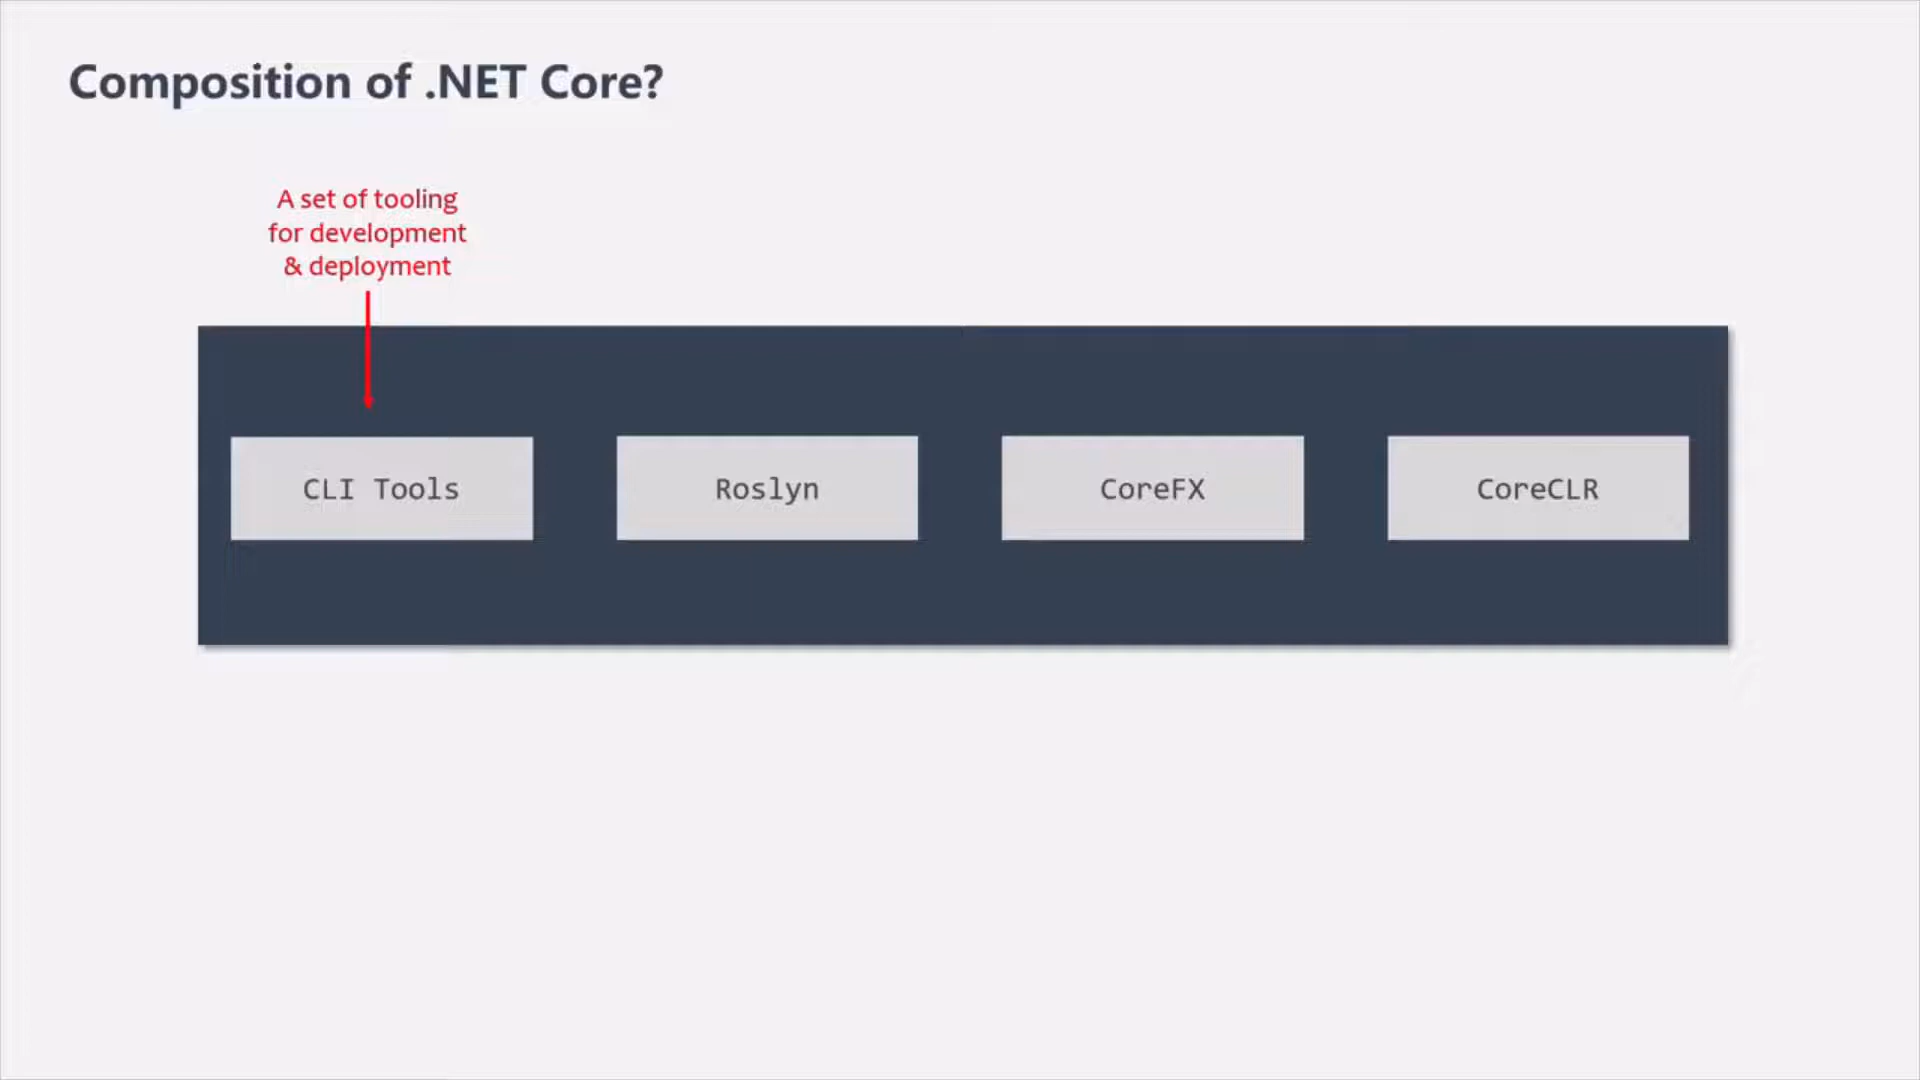 Composition of .NET Core?
A set of tooling
for development
& deployment
CLI Tools
Roslyn
CoreFX
CoreCLR